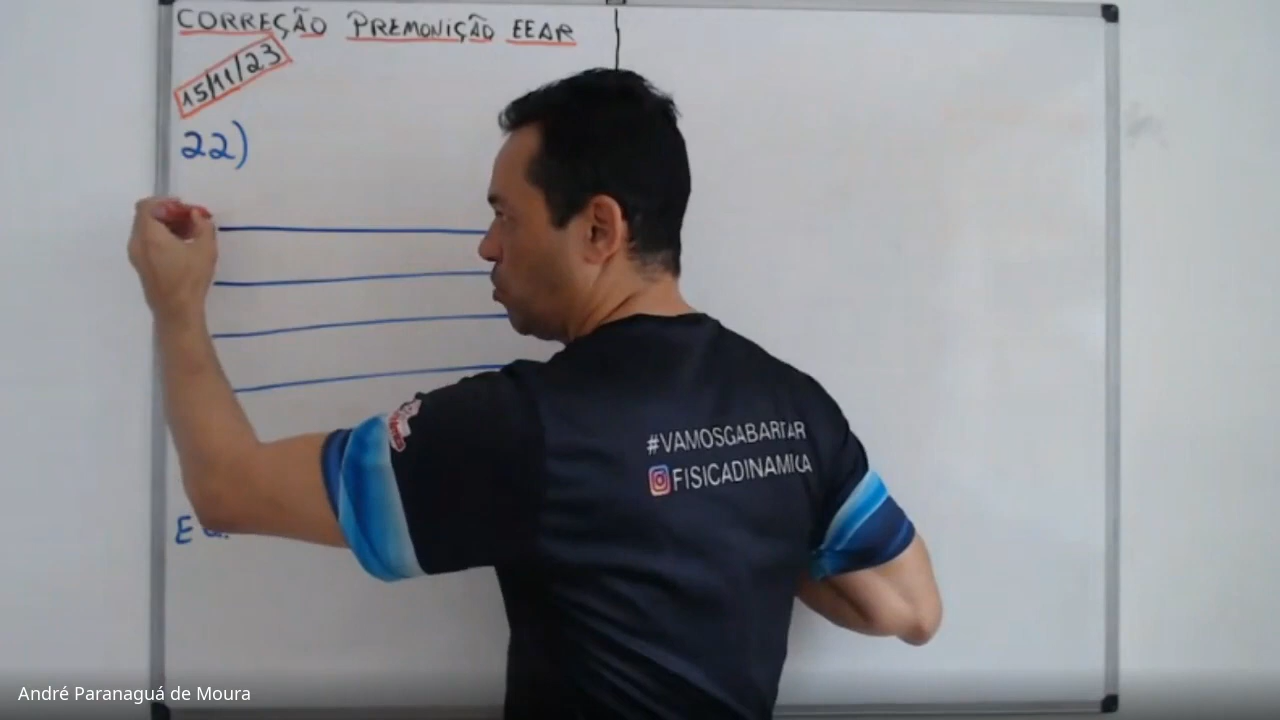 CORREÇÃO PREMONIÇÃO EEAR
15/11/23
22)
#VAMOSGABARITAR
FISICADINAMICA
E
André Paranaguá de Moura